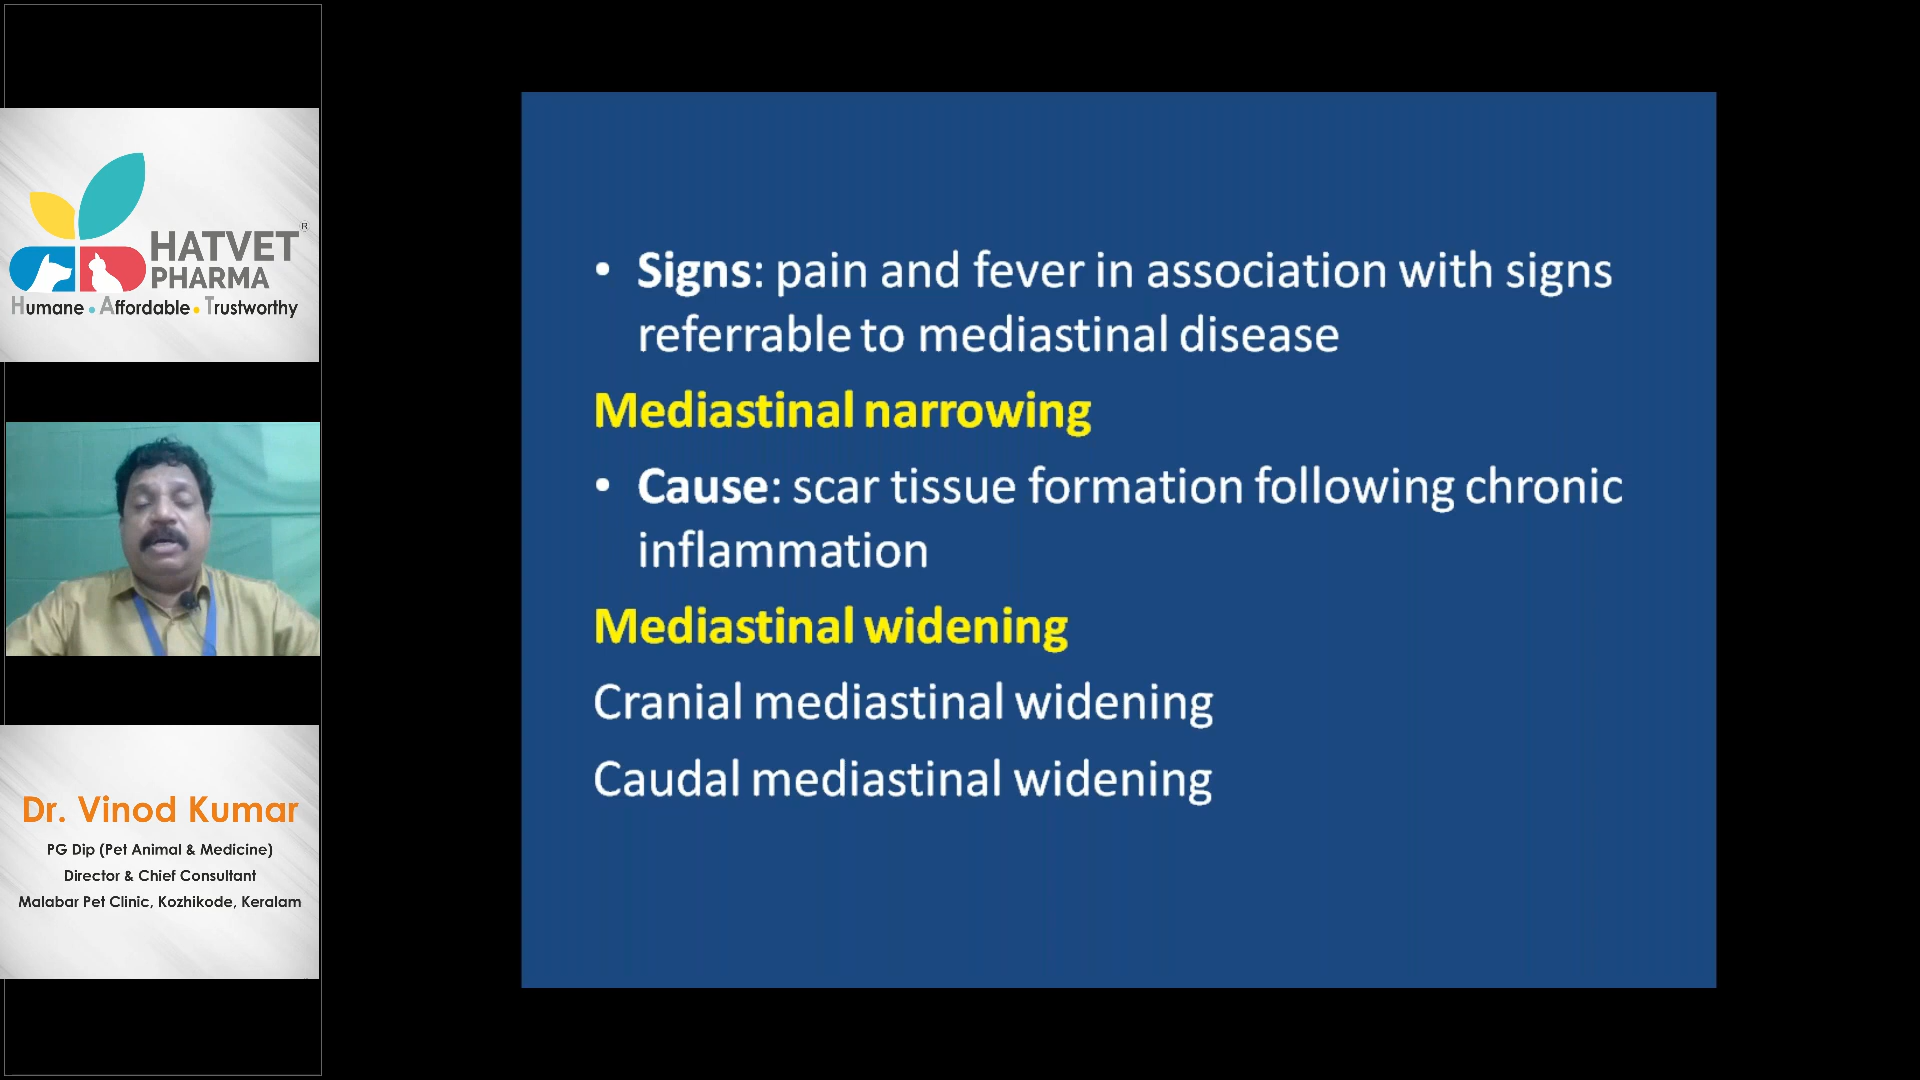 HATVET®
PHARMA
Humane • Affordable • Trustworthy
Dr. Vinod Kumar
PG Dip (Pet Animal & Medicine)
Director & Chief Consultant
Malabar Pet Clinic, Kozhikode, Keralam
• Signs: pain and fever in association with signs
referrable to mediastinal disease
Mediastinal narrowing
• Cause: scar tissue formation following chronic
inflammation
Mediastinal widening
Cranial mediastinal widening
Caudal mediastinal widening